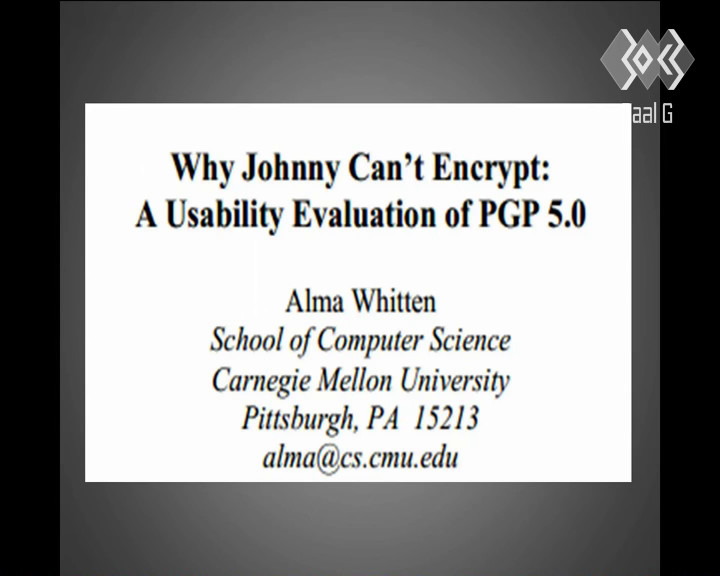 Why Johnny Can't Encrypt:
A Usability Evaluation of PGP 5.0
Alma Whitten
School of Computer Science
Carnegie Mellon University
Pittsburgh, PA 15213
alma@cs.cmu.edu
Saal G